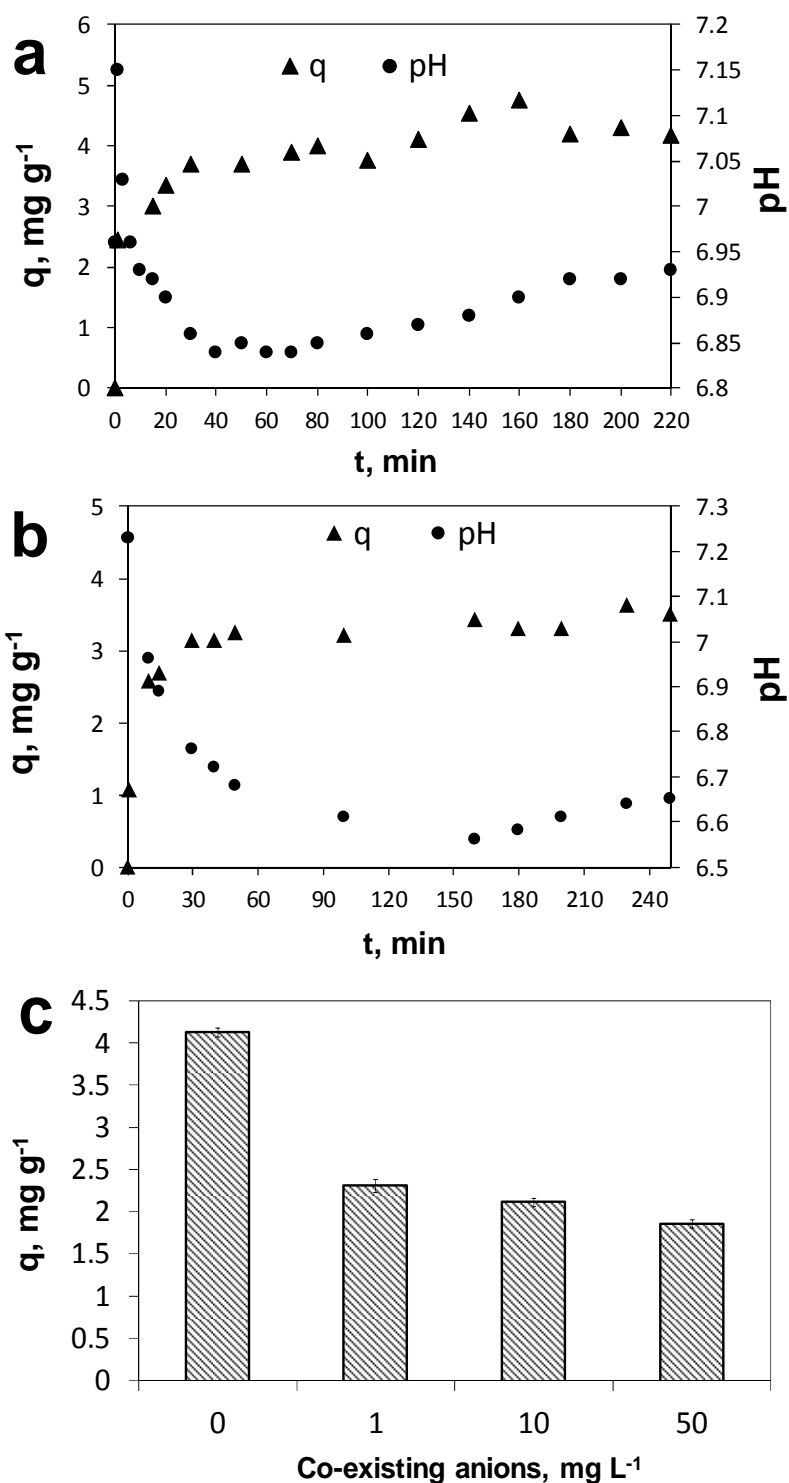 a
▲ q ● pH
6
5
4
3
2
1
0
q, mg g⁻¹
7.2
7.15
7.1
7.05
7
6.95
6.9
6.85
6.8
pH
0 20 40 60 80 100 120 140 160 180 200 220
t, min
b
▲ q ● pH
5
4
3
2
1
0
q, mg g⁻¹
7.3
7.2
7.1
7
6.9
6.8
6.7
6.6
6.5
pH
0 30 60 90 120 150 180 210 240
t, min
c
4.5
4
3.5
3
2.5
2
1.5
1
0.5
0
q, mg g⁻¹
0 1 10 50
Co-existing anions, mg L⁻¹